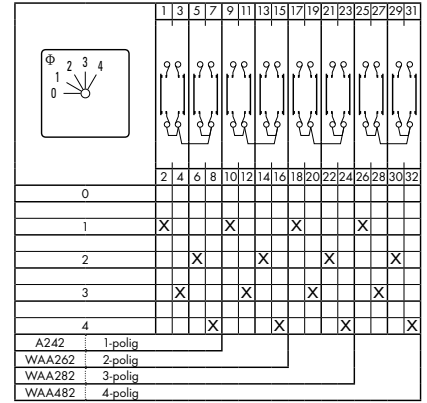 1 3 5 7 9 11 13 15 17 19 21 23 25 27 29 31
Φ
0 1 2 3 4
2 4 6 8 10 12 14 16 18 20 22 24 26 28 30 32
0
1 X X X X
2 X X X X
3 X X X X
4 X X X X
A242 1-polig
WAA262 2-polig
WAA282 3-polig
WAA482 4-polig